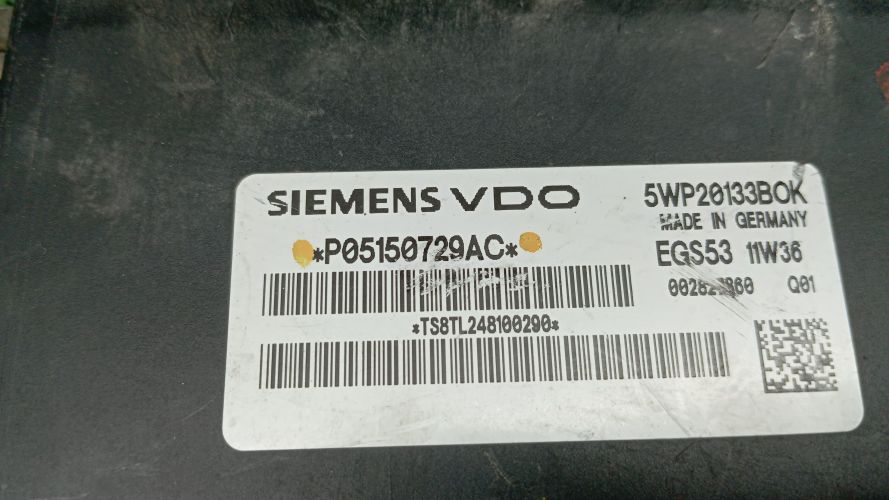 SIEMENS VDO
5WP20133BOK
MADE IN GERMANY
*P05150729AC*
EGS53 11W36
Q01
*TS8TL248100290*